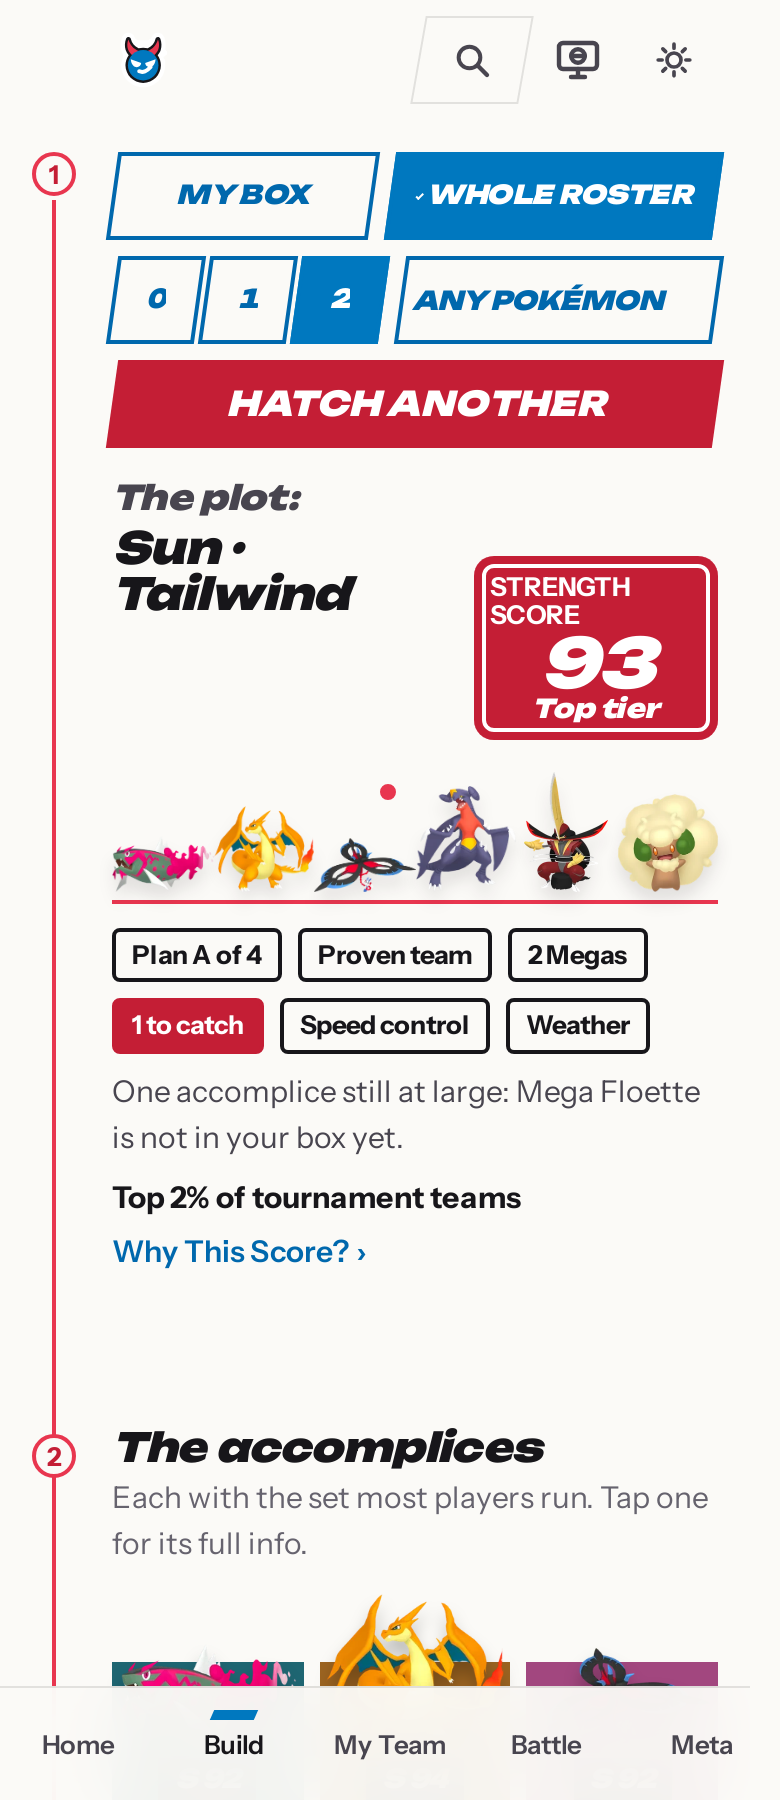 1
MY BOX
✓ WHOLE ROSTER
0
1
2
ANY POKÉMON
HATCH ANOTHER
The plot:
Sun ·
Tailwind
STRENGTH
SCORE
93
Top tier
Plan A of 4
Proven team
2 Megas
1 to catch
Speed control
Weather
One accomplice still at large: Mega Floette
is not in your box yet.
Top 2% of tournament teams
Why This Score? ›
2
The accomplices
Each with the set most players run. Tap one
for its full info.
Home
Build
My Team
Battle
Meta